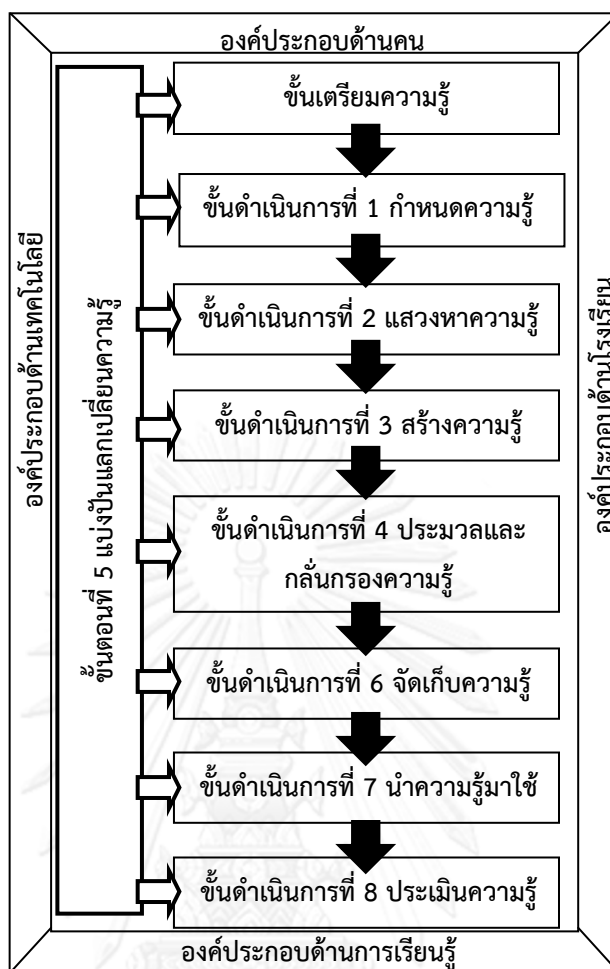 องค์ประกอบด้านคน
องค์ประกอบด้านเทคโนโลยี
ขั้นตอนที่ 5 แบ่งปันแลกเปลี่ยนความรู้
ขั้นเตรียมความรู้
ขั้นดำเนินการที่ 1 กำหนดความรู้
ขั้นดำเนินการที่ 2 แสวงหาความรู้
ขั้นดำเนินการที่ 3 สร้างความรู้
ขั้นดำเนินการที่ 4 ประมวลและ
กลั่นกรองความรู้
ขั้นดำเนินการที่ 6 จัดเก็บความรู้
ขั้นดำเนินการที่ 7 นำความรู้มาใช้
ขั้นดำเนินการที่ 8 ประเมินความรู้
องค์ประกอบด้านโรงเรียน
องค์ประกอบด้านการเรียนรู้